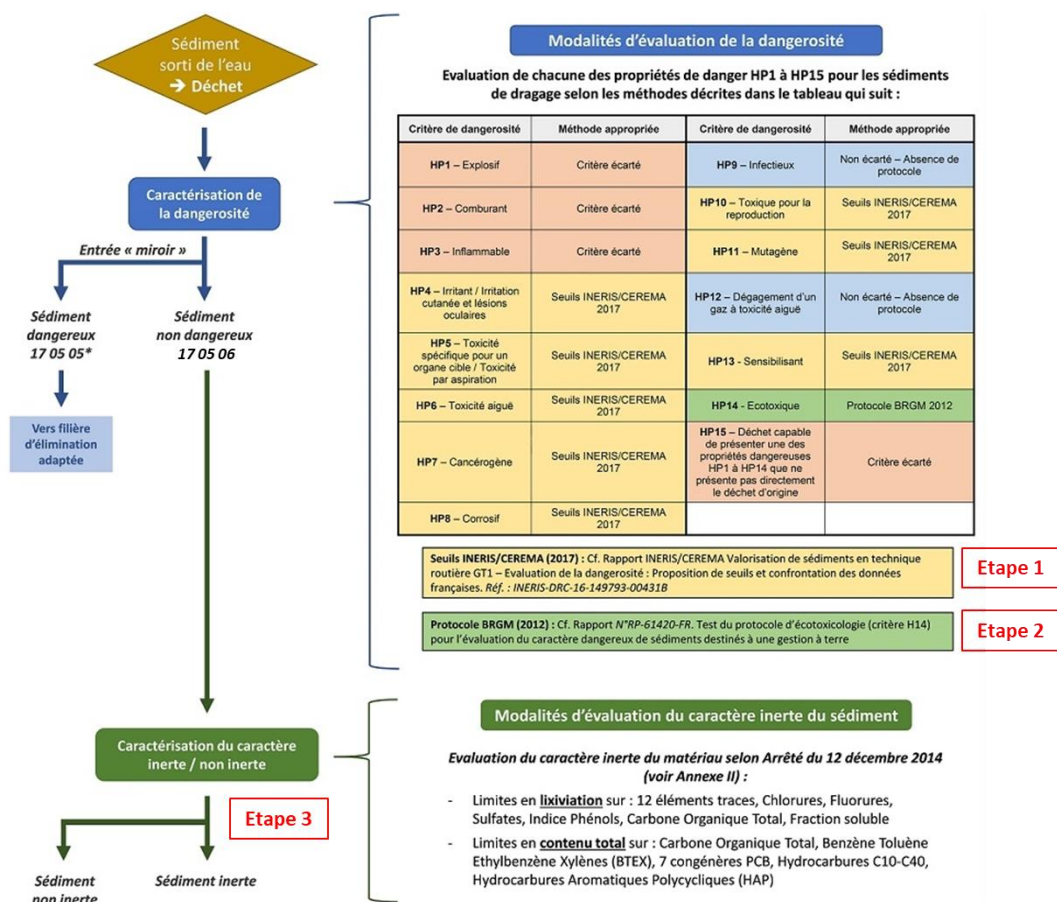 Sédiment
sorti de l'eau
➔ Déchet
Caractérisation de
la dangerosité
Entrée « miroir »
Sédiment
dangereux
17 05 05*
Sédiment
non dangereux
17 05 06
Vers filière
d'élimination
adaptée
Modalités d'évaluation de la dangerosité
Evaluation de chacune des propriétés de danger HP1 à HP15 pour les sédiments
de dragage selon les méthodes décrites dans le tableau qui suit :
Critère de dangerosité
Méthode appropriée
Critère de dangerosité
Méthode appropriée
HP1 – Explosif
Critère écarté
HP9 – Infectieux
Non écarté – Absence de
protocole
HP2 – Comburant
Critère écarté
HP10 – Toxique pour la
reproduction
Seuils INERIS/CEREMA
2017
HP3 – Inflammable
Critère écarté
HP11 – Mutagène
Seuils INERIS/CEREMA
2017
HP4 – Irritant / Irritation
cutanée et lésions
oculaires
Seuils INERIS/CEREMA
2017
HP12 – Dégagement d'un
gaz à toxicité aiguë
Non écarté – Absence de
protocole
HP5 – Toxicité
spécifique pour un
organe cible / Toxicité
par aspiration
Seuils INERIS/CEREMA
2017
HP13 - Sensibilisant
Seuils INERIS/CEREMA
2017
HP6 – Toxicité aiguë
Seuils INERIS/CEREMA
2017
HP14 - Ecotoxique
Protocole BRGM 2012
HP7 – Cancérogène
Seuils INERIS/CEREMA
2017
HP15 – Déchet capable
de présenter une des
propriétés dangereuses
HP1 à HP14 que ne
présente pas directement
le déchet d'origine
Critère écarté
HP8 – Corrosif
Seuils INERIS/CEREMA
2017
Seuils INERIS/CEREMA (2017) : Cf. Rapport INERIS/CEREMA Valorisation de sédiments en technique
routière GT1 – Evaluation de la dangerosité : Proposition de seuils et confrontation des données
françaises. Réf. : INERIS-DRC-16-149793-00431B
Etape 1
Protocole BRGM (2012) : Cf. Rapport N°RP-61420-FR. Test du protocole d'écotoxicologie (critère H14)
pour l'évaluation du caractère dangereux de sédiments destinés à une gestion à terre
Etape 2
Caractérisation du caractère
inerte / non inerte
Etape 3
Sédiment
non inerte
Sédiment inerte
Modalités d'évaluation du caractère inerte du sédiment
Evaluation du caractère inerte du matériau selon Arrêté du 12 décembre 2014
(voir Annexe II) :
- Limites en lixiviation sur : 12 éléments traces, Chlorures, Fluorures,
Sulfates, Indice Phénols, Carbone Organique Total, Fraction soluble
- Limites en contenu total sur : Carbone Organique Total, Benzène Toluène
Ethylbenzène Xylènes (BTEX), 7 congénères PCB, Hydrocarbures C10-C40,
Hydrocarbures Aromatiques Polycycliques (HAP)